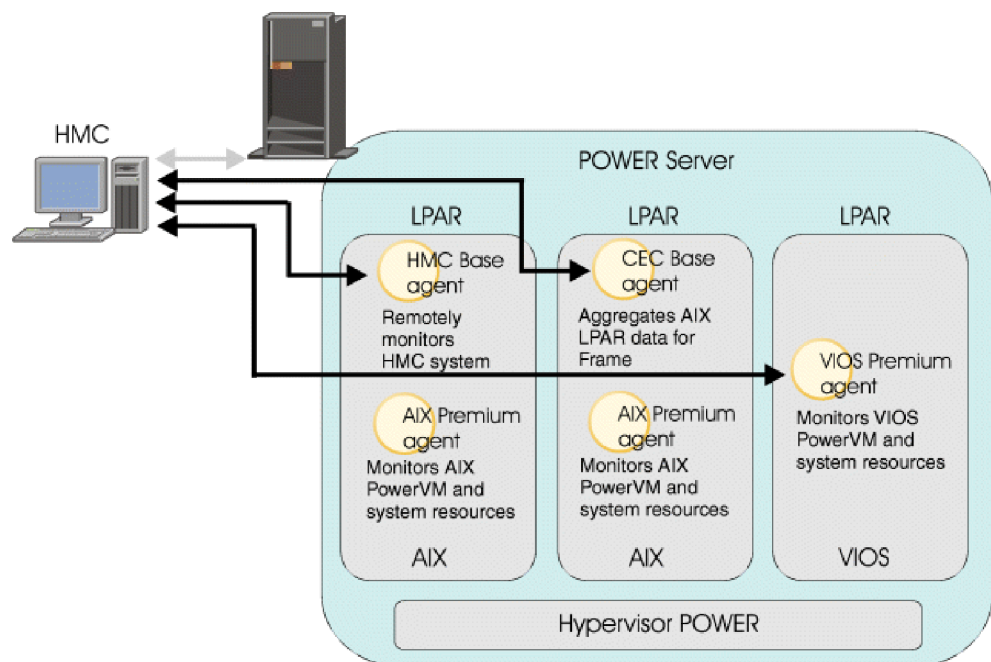 HMC
POWER Server
LPAR
HMC Base
agent
Remotely
monitors
HMC system
AIX Premium
agent
Monitors AIX
PowerVM and
system resources
AIX
LPAR
CEC Base
agent
Aggregates AIX
LPAR data for
Frame
AIX Premium
agent
Monitors AIX
PowerVM and
system resources
AIX
LPAR
VIOS Premium
agent
Monitors VIOS
PowerVM and
system resources
VIOS
Hypervisor POWER